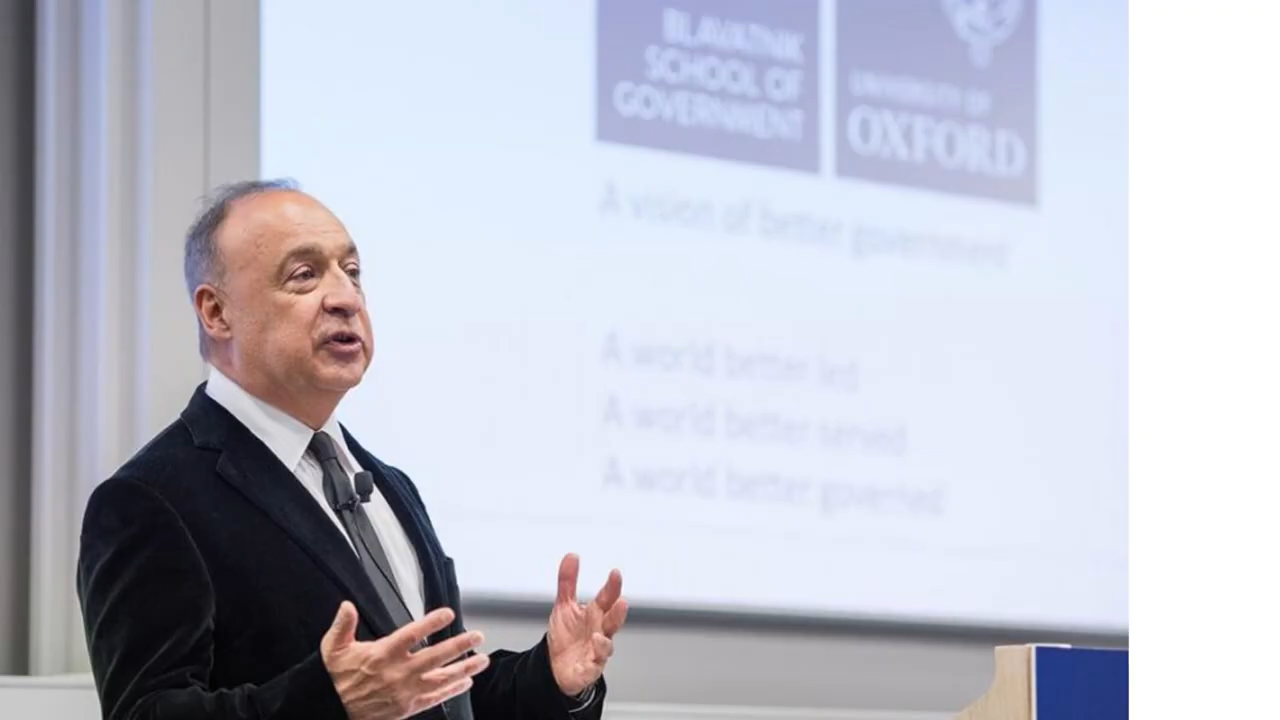 BLAVATNIK
SCHOOL OF
GOVERNMENT
UNIVERSITY OF
OXFORD
A vision of better government
A world better led
A world better served
A world better governed